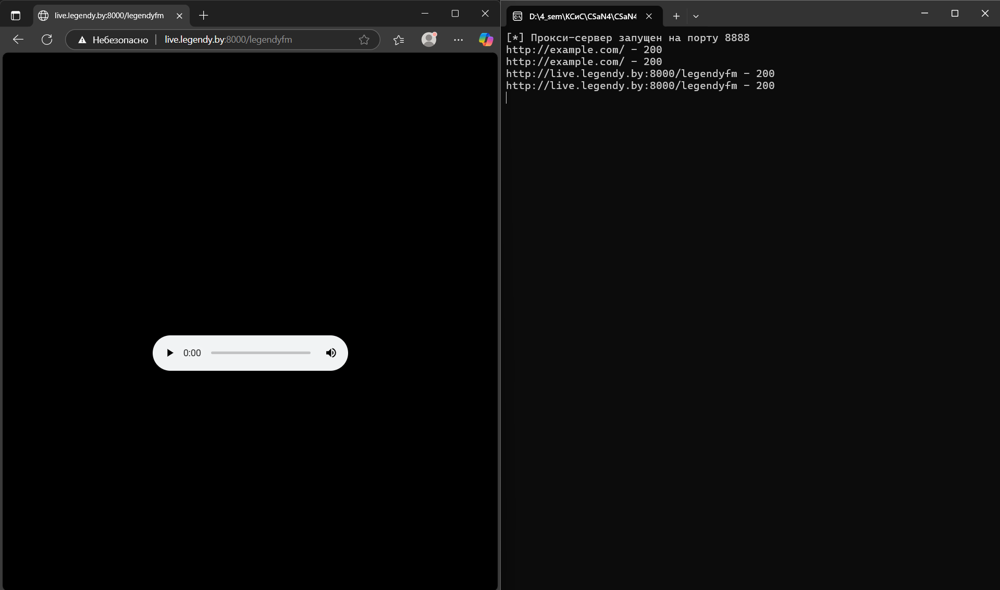 live.legendy.by:8000/legendyfm
Небезопасно
live.legendy.by:8000/legendyfm
0:00
D:\4_sem\КСиС\CSaN4\CSaN4
[*] Прокси-сервер запущен на порту 8888
http://example.com/ - 200
http://example.com/ - 200
http://live.legendy.by:8000/legendyfm - 200
http://live.legendy.by:8000/legendyfm - 200